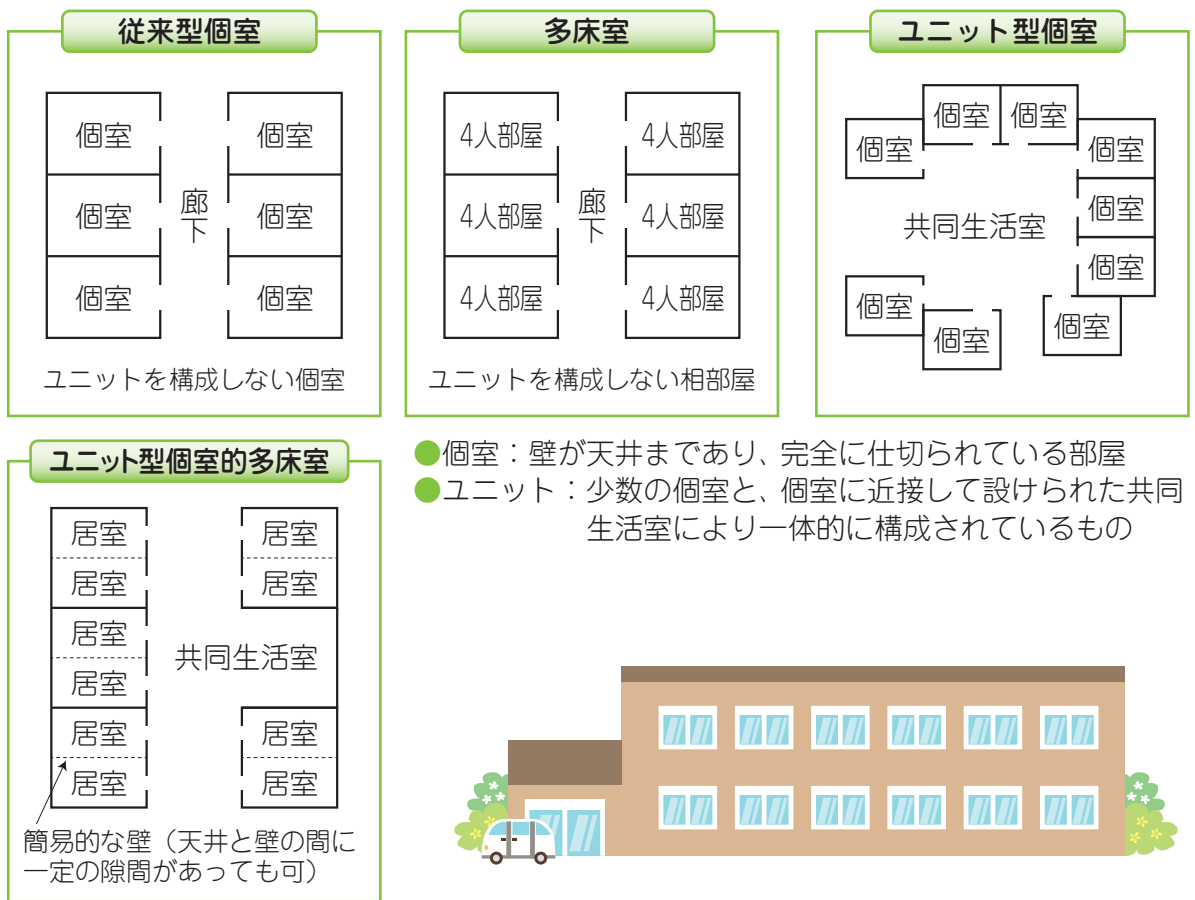 従来型個室
個室
個室
個室
廊下
個室
個室
個室
ユニットを構成しない個室
多床室
4人部屋
4人部屋
4人部屋
廊下
4人部屋
4人部屋
4人部屋
ユニットを構成しない相部屋
ユニット型個室
個室
個室
個室
個室
個室
個室
共同生活室
個室
個室
個室
ユニット型個室的多床室
居室
居室
居室
居室
居室
居室
共同生活室
居室
居室
居室
居室
簡易的な壁（天井と壁の間に
一定の隙間があっても可）
●個室：壁が天井まであり、完全に仕切られている部屋
●ユニット：少数の個室と、個室に近接して設けられた共同
生活室により一体的に構成されているもの